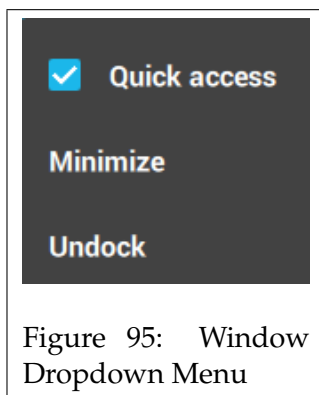 Quick access
Minimize
Undock
Figure 95: Window
Dropdown Menu